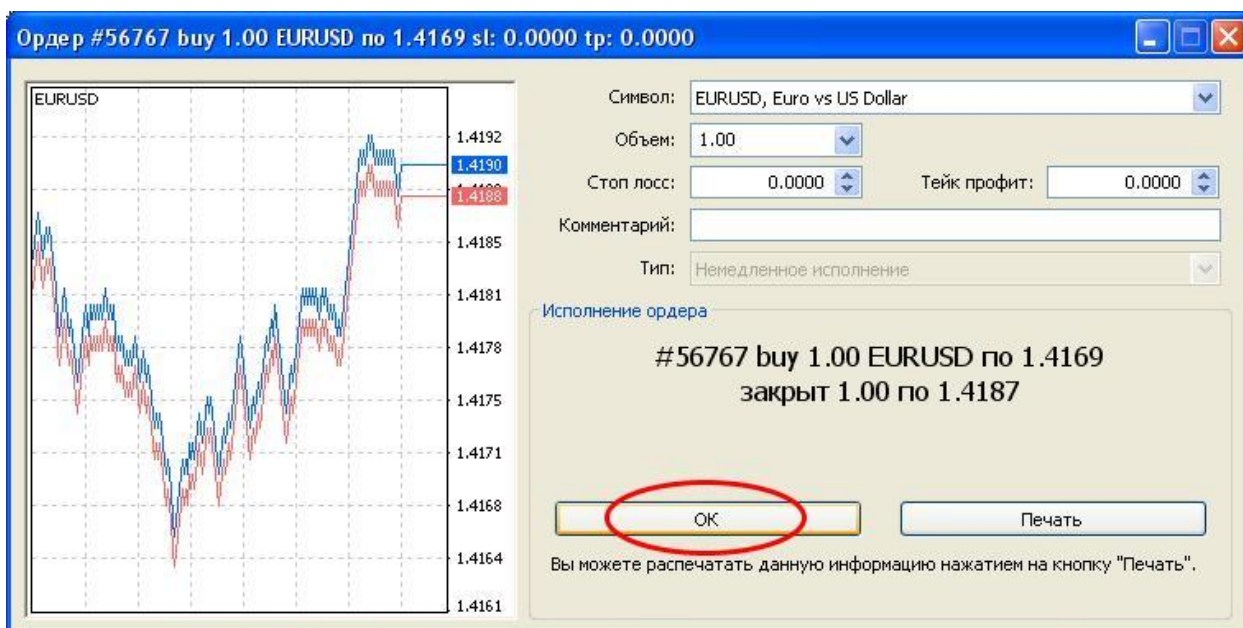 Ордер #56767 buy 1.00 EURUSD по 1.4169 sl: 0.0000 tp: 0.0000
EURUSD
1.4192
1.4190
1.4188
1.4185
1.4181
1.4178
1.4175
1.4171
1.4168
1.4164
1.4161
Символ: EURUSD, Euro vs US Dollar
Объем: 1.00
Стоп лосс: 0.0000 Тейк профит: 0.0000
Комментарий:
Тип: Немедленное исполнение
Исполнение ордера
#56767 buy 1.00 EURUSD по 1.4169
закрыт 1.00 по 1.4187
ОК Печать
Вы можете распечатать данную информацию нажатием на кнопку "Печать".